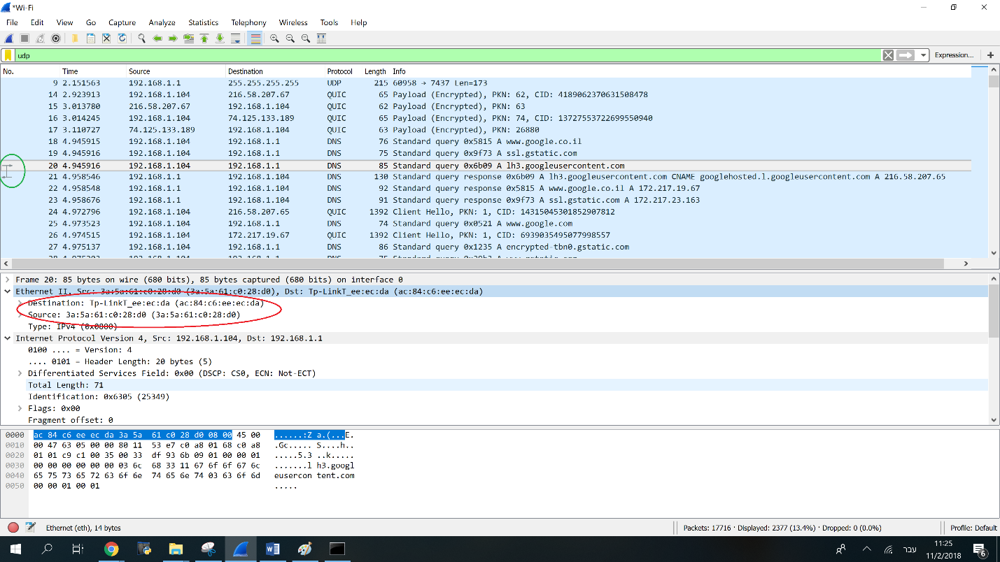 *Wi-Fi
File Edit View Go Capture Analyze Statistics Telephony Wireless Tools Help
udp Expression... +
No. Time Source Destination Protocol Length Info
9 2.151563 192.168.1.1 255.255.255.255 UDP 215 60958 → 7437 Len=173
14 2.923913 192.168.1.104 216.58.207.67 QUIC 65 Payload (Encrypted), PKN: 62, CID: 4189062370631508478
15 3.013780 216.58.207.67 192.168.1.104 QUIC 62 Payload (Encrypted), PKN: 63
16 3.014245 192.168.1.104 74.125.133.189 QUIC 65 Payload (Encrypted), PKN: 74, CID: 13727553722699550940
17 3.110727 74.125.133.189 192.168.1.104 QUIC 63 Payload (Encrypted), PKN: 26880
18 4.945915 192.168.1.104 192.168.1.1 DNS 76 Standard query 0x5815 A www.google.co.il
19 4.945916 192.168.1.104 192.168.1.1 DNS 75 Standard query 0x9f73 A ssl.gstatic.com
20 4.945916 192.168.1.104 192.168.1.1 DNS 85 Standard query 0x6b09 A lh3.googleusercontent.com
21 4.958546 192.168.1.1 192.168.1.104 DNS 130 Standard query response 0x6b09 A lh3.googleusercontent.com CNAME googlehosted.l.googleusercontent.com A 216.58.207.65
22 4.958548 192.168.1.1 192.168.1.104 DNS 92 Standard query response 0x5815 A www.google.co.il A 172.217.19.67
23 4.958676 192.168.1.1 192.168.1.104 DNS 91 Standard query response 0x9f73 A ssl.gstatic.com A 172.217.23.163
24 4.972796 192.168.1.104 216.58.207.65 QUIC 1392 Client Hello, PKN: 1, CID: 14315045301852907812
25 4.973523 192.168.1.104 192.168.1.1 DNS 74 Standard query 0x0521 A www.google.com
26 4.974515 192.168.1.104 172.217.19.67 QUIC 1392 Client Hello, PKN: 1, CID: 6939035495077998557
27 4.975137 192.168.1.104 192.168.1.1 DNS 86 Standard query 0x1235 A encrypted-tbn0.gstatic.com
Frame 20: 85 bytes on wire (680 bits), 85 bytes captured (680 bits) on interface 0
Ethernet II, Src: 3a:5a:61:c0:28:d0 (3a:5a:61:c0:28:d0), Dst: Tp-LinkT_ee:ec:da (ac:84:c6:ee:ec:da)
Destination: Tp-LinkT_ee:ec:da (ac:84:c6:ee:ec:da)
Source: 3a:5a:61:c0:28:d0 (3a:5a:61:c0:28:d0)
Type: IPv4 (0x0800)
Internet Protocol Version 4, Src: 192.168.1.104, Dst: 192.168.1.1
0100 .... = Version: 4
.... 0101 = Header Length: 20 bytes (5)
Differentiated Services Field: 0x00 (DSCP: CS0, ECN: Not-ECT)
Total Length: 71
Identification: 0x6305 (25349)
Flags: 0x00
Fragment offset: 0
0000 ac 84 c6 ee ec da 3a 5a 61 c0 28 d0 08 00 45 00 ......:Z a.(...E.
0010 00 47 63 05 00 00 80 11 53 e7 c0 a8 01 68 c0 a8 .Gc..... S....h..
0020 01 01 c9 c1 00 35 00 33 df 93 6b 09 01 00 00 01 .....5.3 ..k.....
0030 00 00 00 00 00 00 03 6c 68 33 11 67 6f 6f 67 6c .......l h3.googl
0040 65 75 73 65 72 63 6f 6e 74 65 6e 74 03 63 6f 6d eusercon tent.com
0050 00 00 01 00 01 .....
Ethernet (eth), 14 bytes Packets: 17716 · Displayed: 2377 (13.4%) · Dropped: 0 (0.0%) Profile: Default
עבר 11:25
11/2/2018 6